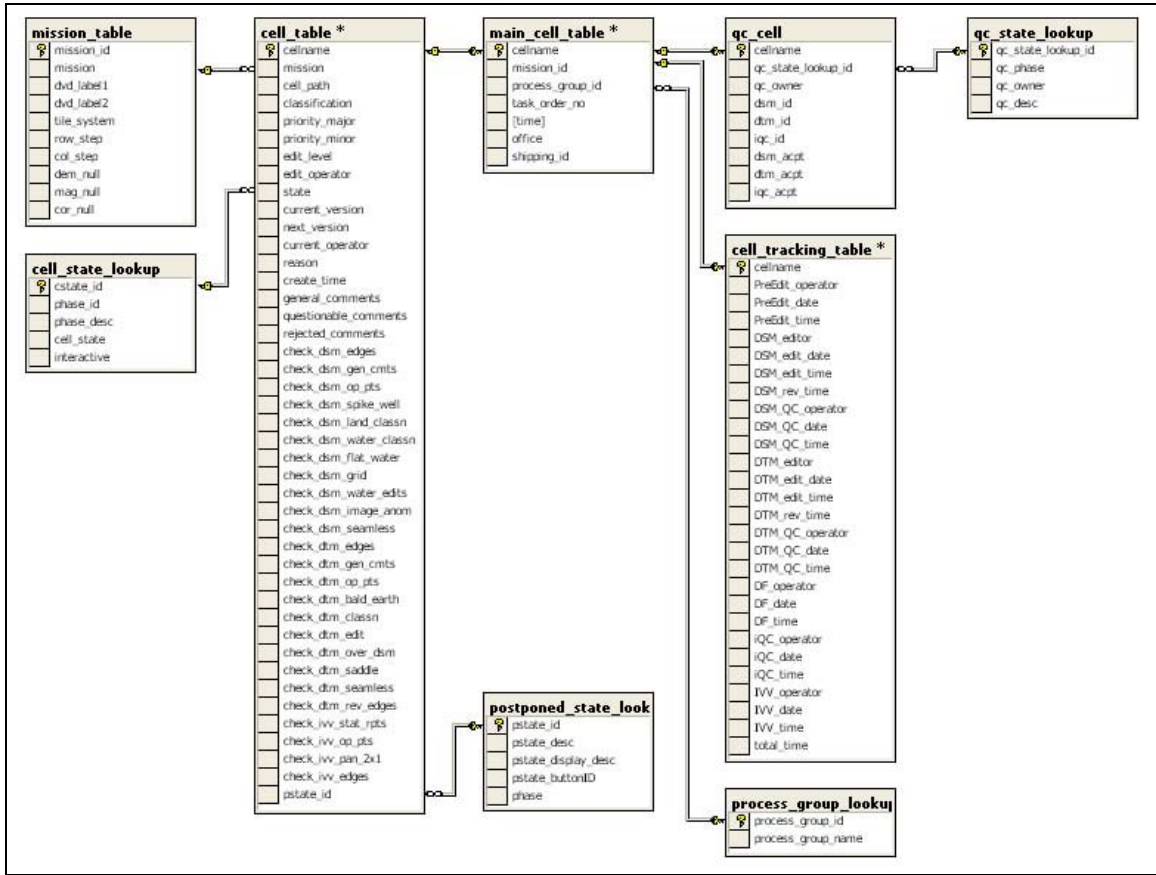 mission_table
mission_id
mission
dvd_label1
dvd_label2
tile_system
row_step
col_step
dem_null
mag_null
cor_null
cell_state_lookup
cstate_id
phase_id
phase_desc
cell_state
interactive
cell_table *
cellname
mission
cell_path
classification
priority_major
priority_minor
edit_level
edit_operator
state
current_version
next_version
current_operator
reason
create_time
general_comments
questionable_comments
rejected_comments
check_dsm_edges
check_dsm_gen_cmts
check_dsm_op_pts
check_dsm_spike_well
check_dsm_land_classn
check_dsm_water_classn
check_dsm_flat_water
check_dsm_grid
check_dsm_water_edits
check_dsm_image_anom
check_dsm_seamless
check_dtm_edges
check_dtm_gen_cmts
check_dtm_op_pts
check_dtm_bald_earth
check_dtm_classn
check_dtm_edit
check_dtm_over_dsm
check_dtm_saddle
check_dtm_seamless
check_dtm_rev_edges
check_ivv_stat_rpts
check_ivv_op_pts
check_ivv_pan_2x1
check_ivv_edges
pstate_id
main_cell_table *
cellname
mission_id
process_group_id
task_order_no
[time]
office
shipping_id
postponed_state_look
pstate_id
pstate_desc
pstate_display_desc
pstate_buttonID
phase
qc_cell
cellname
qc_state_lookup_id
qc_owner
dsm_id
dtm_id
iqc_id
dsm_acpt
dtm_acpt
iqc_acpt
cell_tracking_table *
cellname
PreEdit_operator
PreEdit_date
PreEdit_time
DSM_editor
DSM_edit_date
DSM_edit_time
DSM_rev_time
DSM_QC_operator
DSM_QC_date
DSM_QC_time
DTM_editor
DTM_edit_date
DTM_edit_time
DTM_rev_time
DTM_QC_operator
DTM_QC_date
DTM_QC_time
DF_operator
DF_date
DF_time
iQC_operator
iQC_date
iQC_time
IVV_operator
IVV_date
IVV_time
total_time
process_group_lookup
process_group_id
process_group_name
qc_state_lookup
qc_state_lookup_id
qc_phase
qc_owner
qc_desc